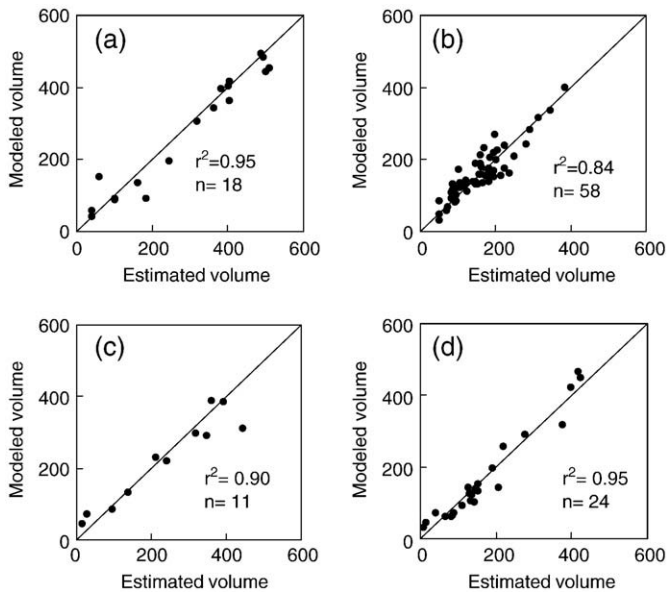 (a)
Modeled volume
600
400
200
0
r²=0.95
n= 18
0 200 400 600
Estimated volume
(b)
Modeled volume
600
400
200
0
r²=0.84
n= 58
0 200 400 600
Estimated volume
(c)
Modeled volume
600
400
200
0
r²= 0.90
n= 11
0 200 400 600
Estimated volume
(d)
Modeled volume
600
400
200
0
r²= 0.95
n= 24
0 200 400 600
Estimated volume